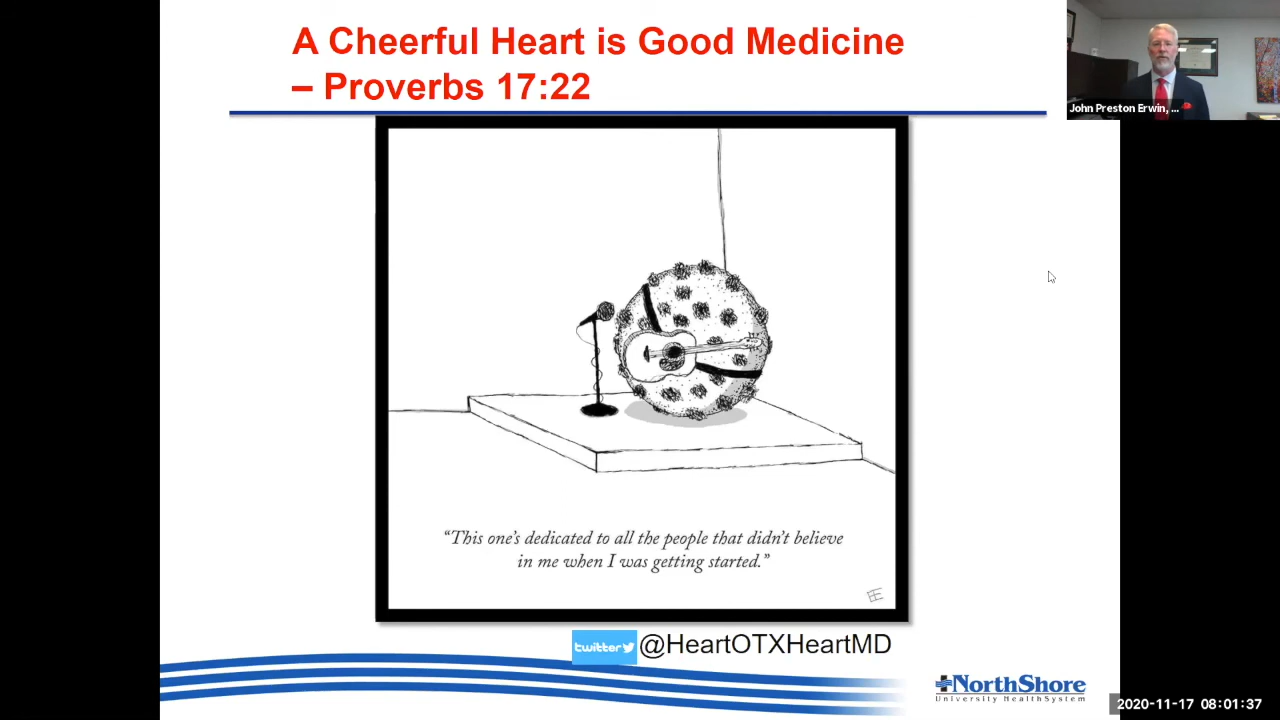 A Cheerful Heart is Good Medicine
– Proverbs 17:22
John Preston Erwin, ...
“This one’s dedicated to all the people that didn’t believe
in me when I was getting started.”
twitter @HeartOTXHeartMD
NorthShore
University HealthSystem
2020-11-17 08:01:37